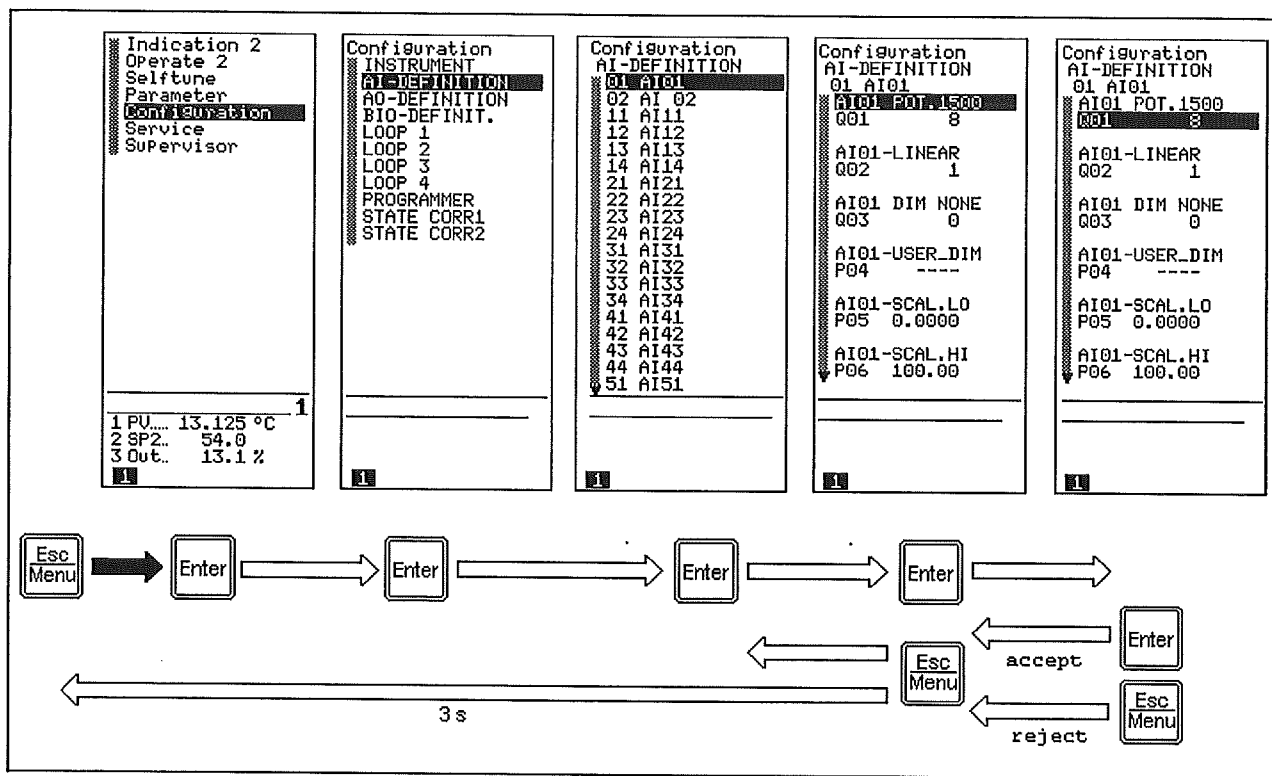 Indication 2
Operate 2
Selftune
Parameter
Configuration
Service
Supervisor
1
1 PV..... 13.125 °C
2 SP2.. 54.0
3 Out.. 13.1 %
1
Configuration
INSTRUMENT
AI-DEFINITION
AO-DEFINITION
BIO-DEFINIT.
LOOP 1
LOOP 2
LOOP 3
LOOP 4
PROGRAMMER
STATE CORR1
STATE CORR2
1
Configuration
AI-DEFINITION
01 AI01
02 AI 02
11 AI11
12 AI12
13 AI13
14 AI14
21 AI21
22 AI22
23 AI23
24 AI24
31 AI31
32 AI32
33 AI33
34 AI34
41 AI41
42 AI42
43 AI43
44 AI44
51 AI51
1
Configuration
AI-DEFINITION
01 AI01
AI01 POT.1500
Q01 8
AI01-LINEAR
Q02 1
AI01 DIM NONE
Q03 0
AI01-USER_DIM
P04 ----
AI01-SCAL.LO
P05 0.0000
AI01-SCAL.HI
P06 100.00
1
Configuration
AI-DEFINITION
01 AI01
AI01 POT.1500
Q01 8
AI01-LINEAR
Q02 1
AI01 DIM NONE
Q03 0
AI01-USER_DIM
P04 ----
AI01-SCAL.LO
P05 0.0000
AI01-SCAL.HI
P06 100.00
1
Esc
Menu
Enter
Enter
Enter
Enter
Enter
accept
Esc
Menu
3s
Esc
Menu
reject